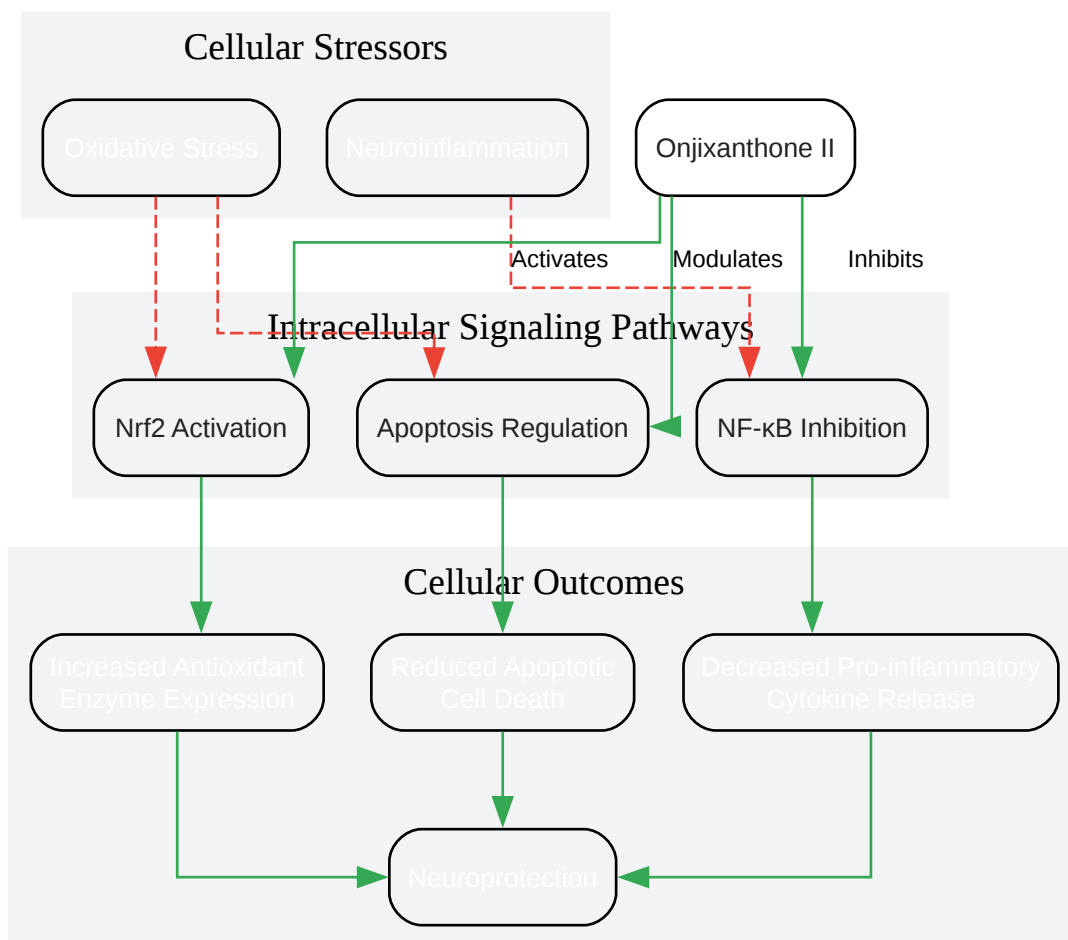 Cellular Stressors
Oxidative Stress
Neuroinflammation
Onjixanthone II
Activates
Modulates
Inhibits
Intracellular Signaling Pathways
Nrf2 Activation
Apoptosis Regulation
NF-κB Inhibition
Cellular Outcomes
Increased Antioxidant
Enzyme Expression
Reduced Apoptotic
Cell Death
Decreased Pro-inflammatory
Cytokine Release
Neuroprotection